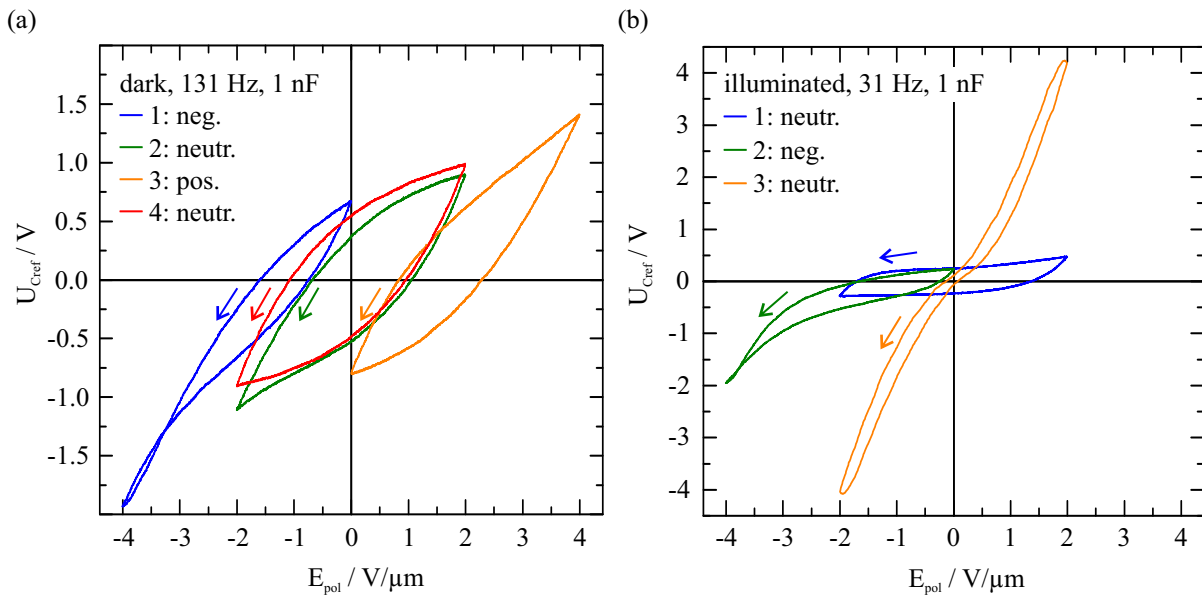 (a)
dark, 131 Hz, 1 nF
1: neg.
2: neutr.
3: pos.
4: neutr.
U_Cref / V
1.5
1.0
0.5
0.0
-0.5
-1.0
-1.5
-4 -3 -2 -1 0 1 2 3 4
E_pol / V/µm
(b)
illuminated, 31 Hz, 1 nF
1: neutr.
2: neg.
3: neutr.
U_Cref / V
4
3
2
1
0
-1
-2
-3
-4
-4 -3 -2 -1 0 1 2 3 4
E_pol / V/µm